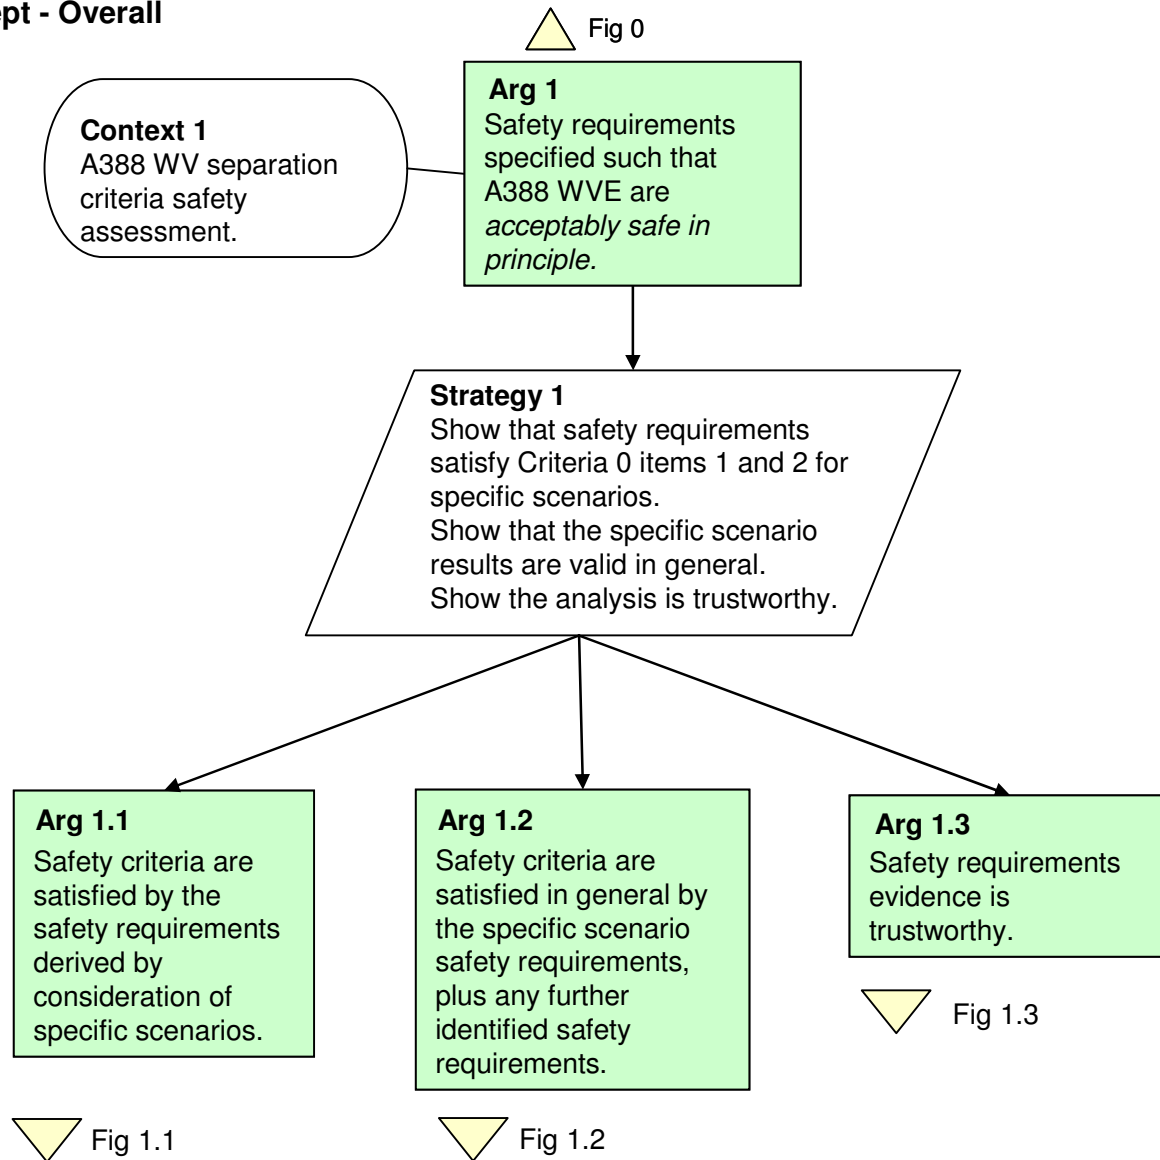 ept - Overall
Fig 0
Arg 1
Safety requirements
specified such that
A388 WVE are
acceptably safe in
principle.
Context 1
A388 WV separation
criteria safety
assessment.
Strategy 1
Show that safety requirements
satisfy Criteria 0 items 1 and 2 for
specific scenarios.
Show that the specific scenario
results are valid in general.
Show the analysis is trustworthy.
Arg 1.1
Safety criteria are
satisfied by the
safety requirements
derived by
consideration of
specific scenarios.
Fig 1.1
Arg 1.2
Safety criteria are
satisfied in general by
the specific scenario
safety requirements,
plus any further
identified safety
requirements.
Fig 1.2
Arg 1.3
Safety requirements
evidence is
trustworthy.
Fig 1.3